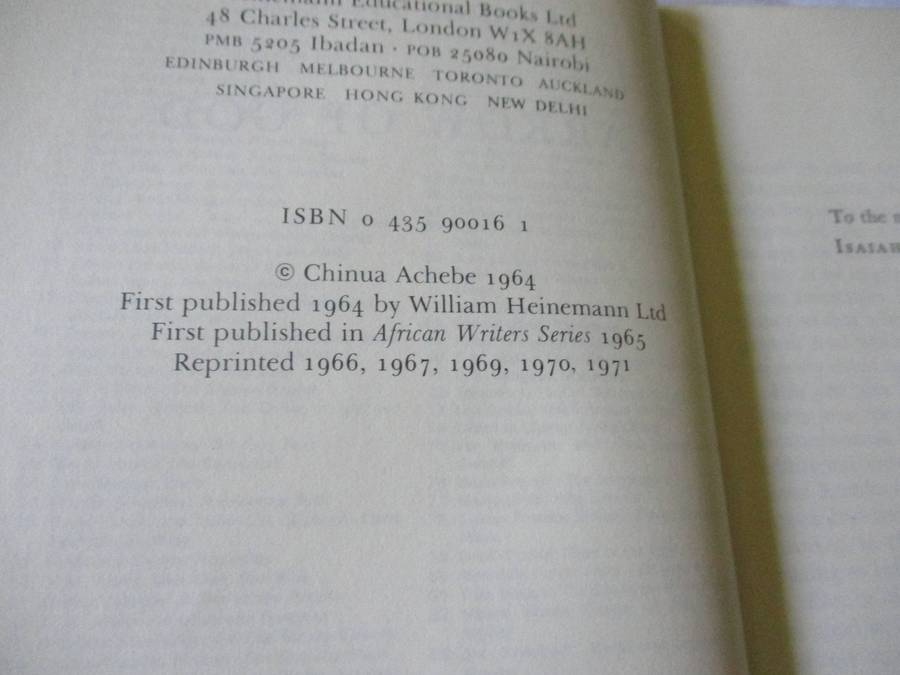 Educational Books Ltd
48 Charles Street, London W1X 8AH
PMB 5205 Ibadan · POB 25080 Nairobi
EDINBURGH MELBOURNE TORONTO AUCKLAND
SINGAPORE HONG KONG NEW DELHI
ISBN 0 435 90016 1
© Chinua Achebe 1964
First published 1964 by William Heinemann Ltd
First published in African Writers Series 1965
Reprinted 1966, 1967, 1969, 1970, 1971
To the
ISAIAH